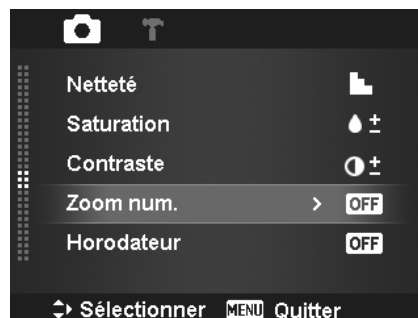 Netteté
Saturation
Contraste
Zoom num. > OFF
Horodateur OFF
Sélectionner MENU Quitter